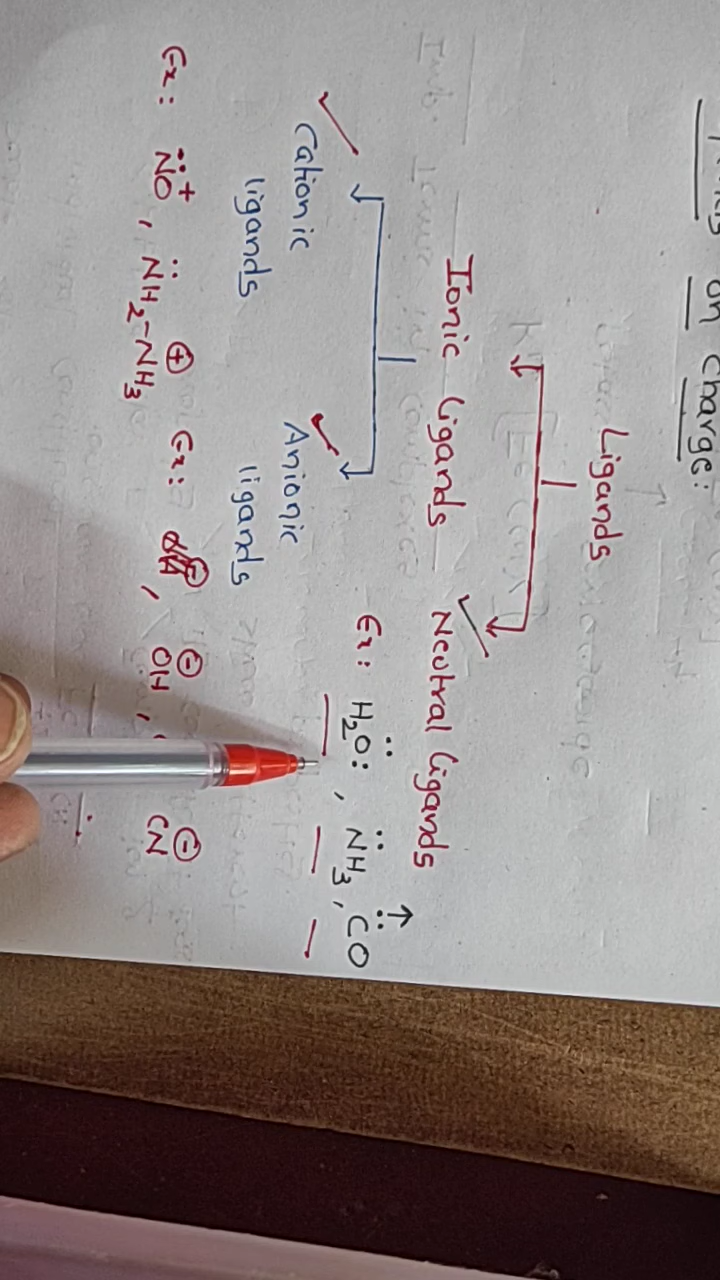 on charge:
Ligands
Ionic ligands Neutral ligands
Ex: H₂O:, NH₃, CO
Cationic ligands
Anionic ligands
Ex: NO⁺, NH₂-NH₃⊕
Ex: OH⊖, CN⊖